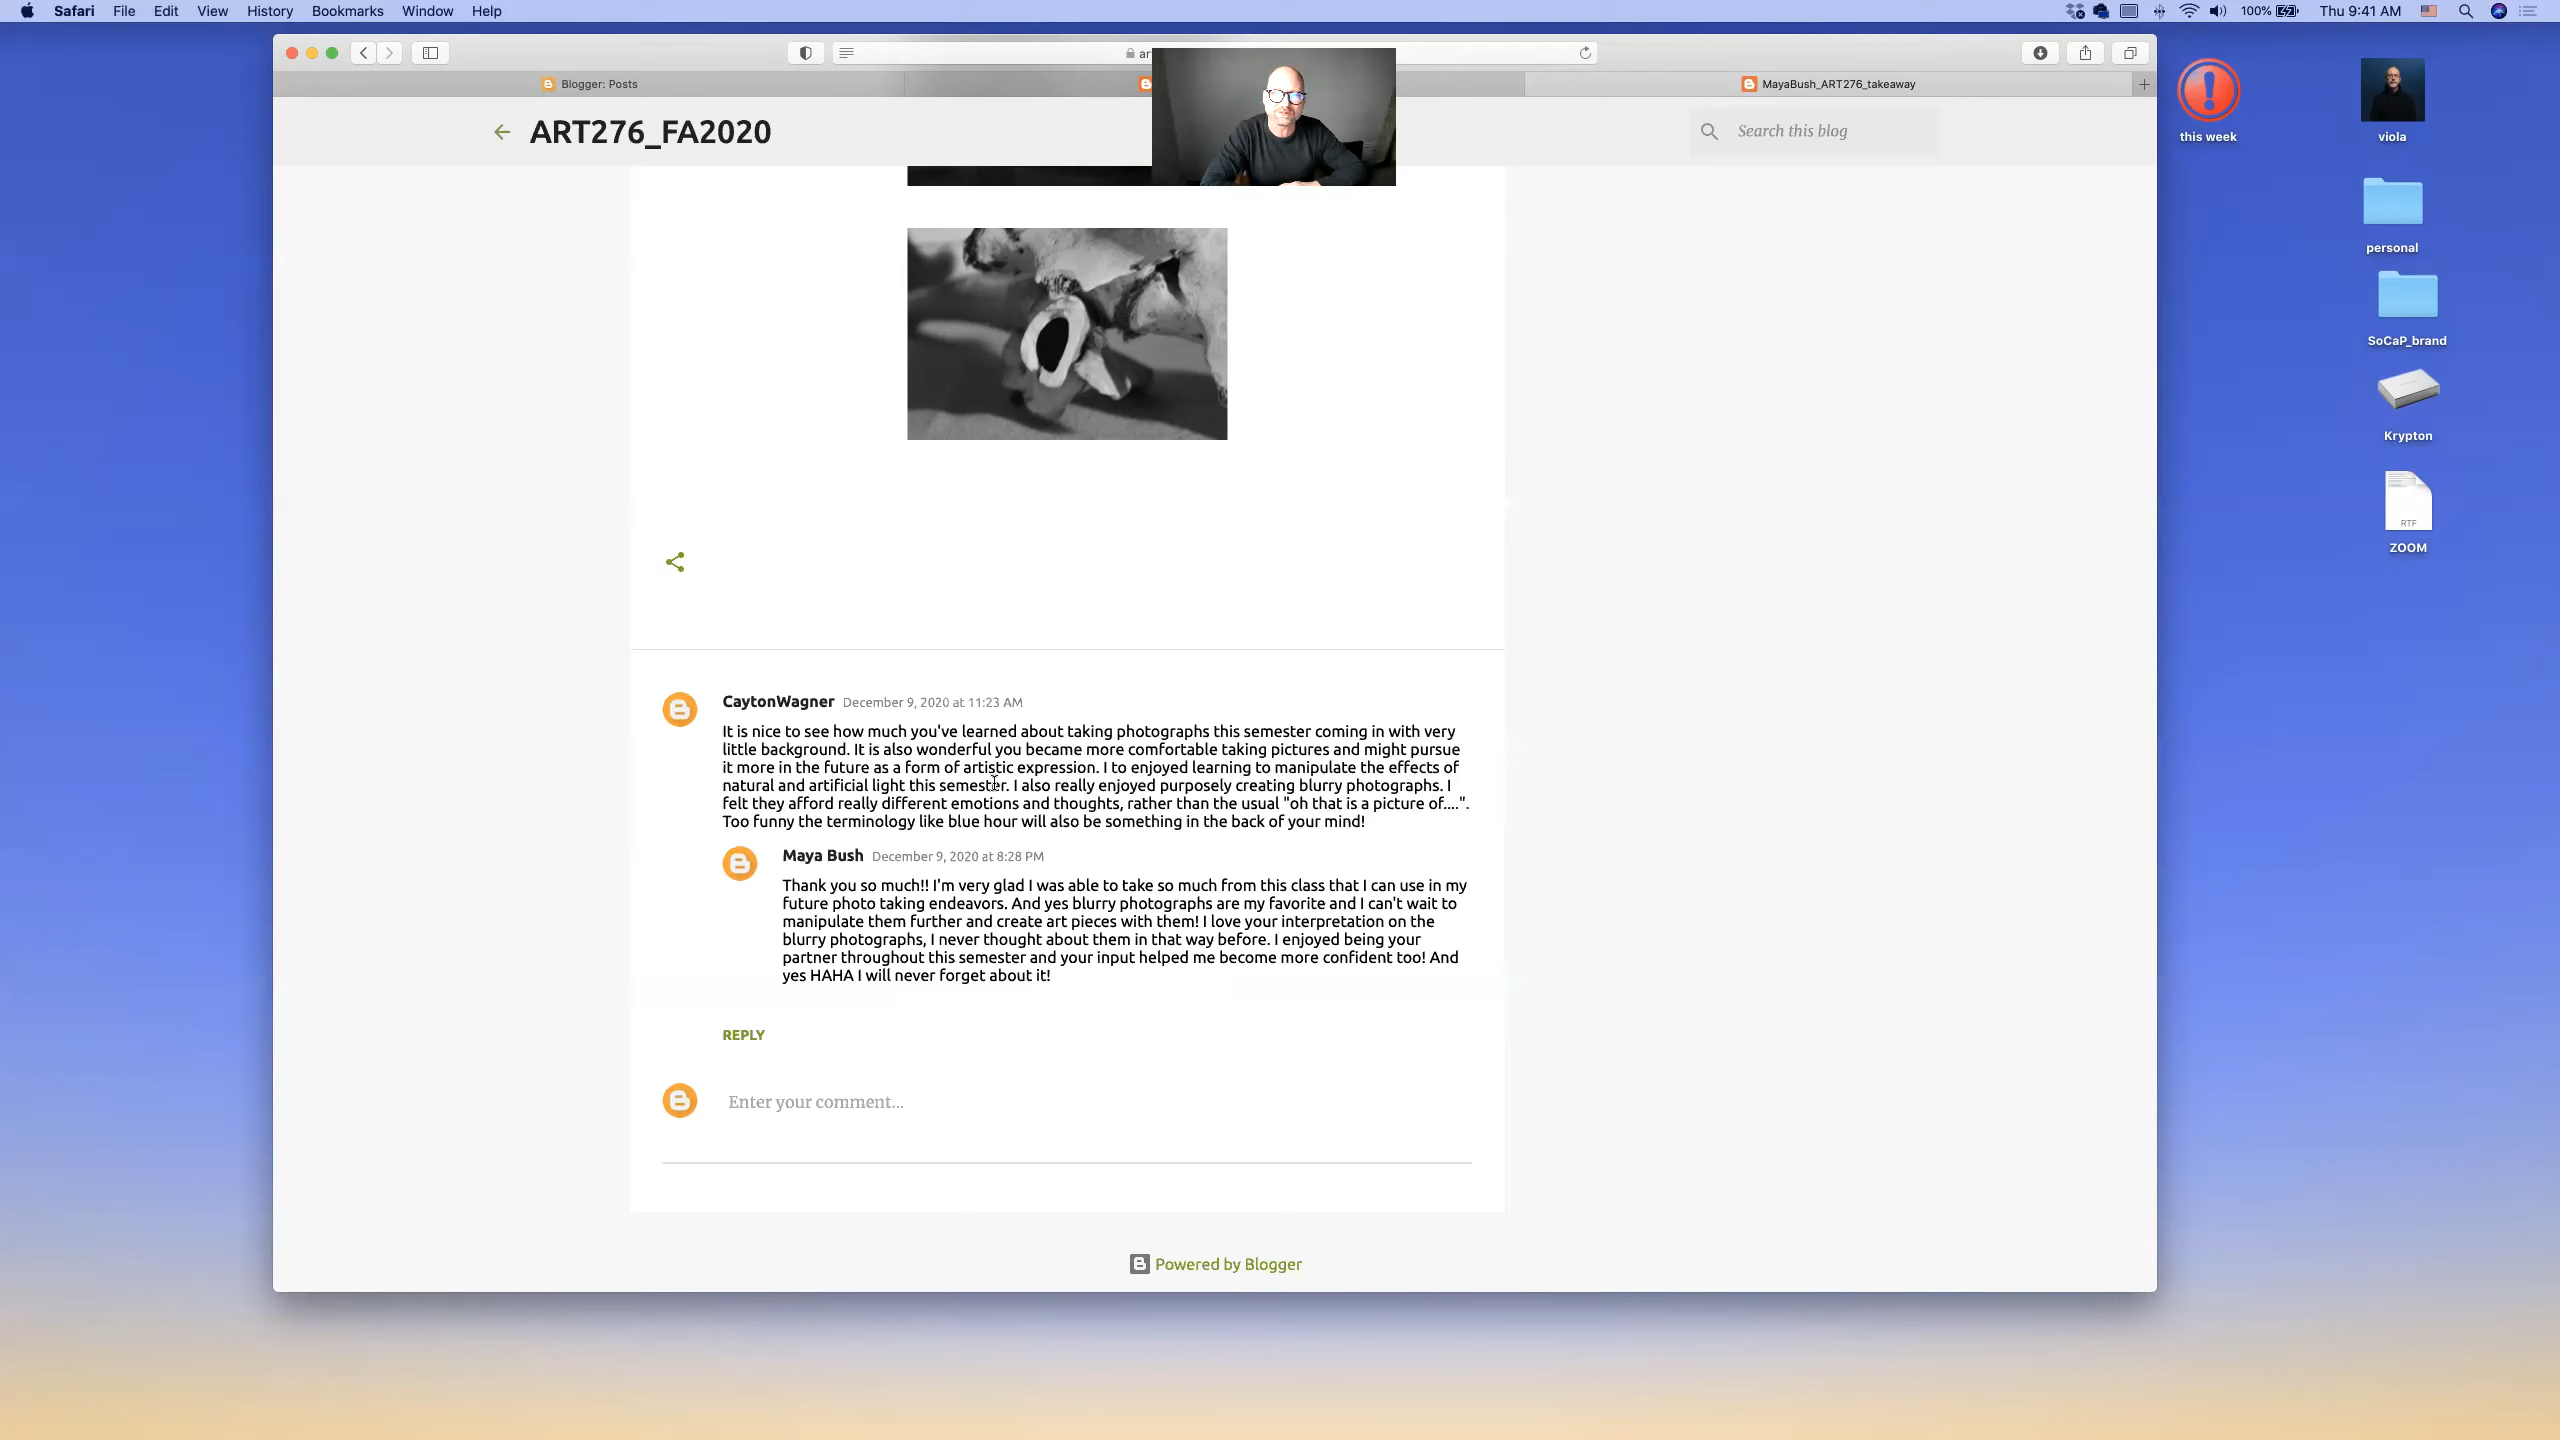 Safari File Edit View History Bookmarks Window Help
100% Thu 9:41 AM
ar
Blogger: Posts
MayaBush_ART276_takeaway
ART276_FA2020
Search this blog
this week
viola
personal
SoCaP_brand
Krypton
RTF
ZOOM
CaytonWagner December 9, 2020 at 11:23 AM
It is nice to see how much you've learned about taking photographs this semester coming in with very
little background. It is also wonderful you became more comfortable taking pictures and might pursue
it more in the future as a form of artistic expression. I to enjoyed learning to manipulate the effects of
natural and artificial light this semester. I also really enjoyed purposely creating blurry photographs. I
felt they afford really different emotions and thoughts, rather than the usual "oh that is a picture of....".
Too funny the terminology like blue hour will also be something in the back of your mind!
Maya Bush December 9, 2020 at 8:28 PM
Thank you so much!! I'm very glad I was able to take so much from this class that I can use in my
future photo taking endeavors. And yes blurry photographs are my favorite and I can't wait to
manipulate them further and create art pieces with them! I love your interpretation on the
blurry photographs, I never thought about them in that way before. I enjoyed being your
partner throughout this semester and your input helped me become more confident too! And
yes HAHA I will never forget about it!
REPLY
Enter your comment...
Powered by Blogger